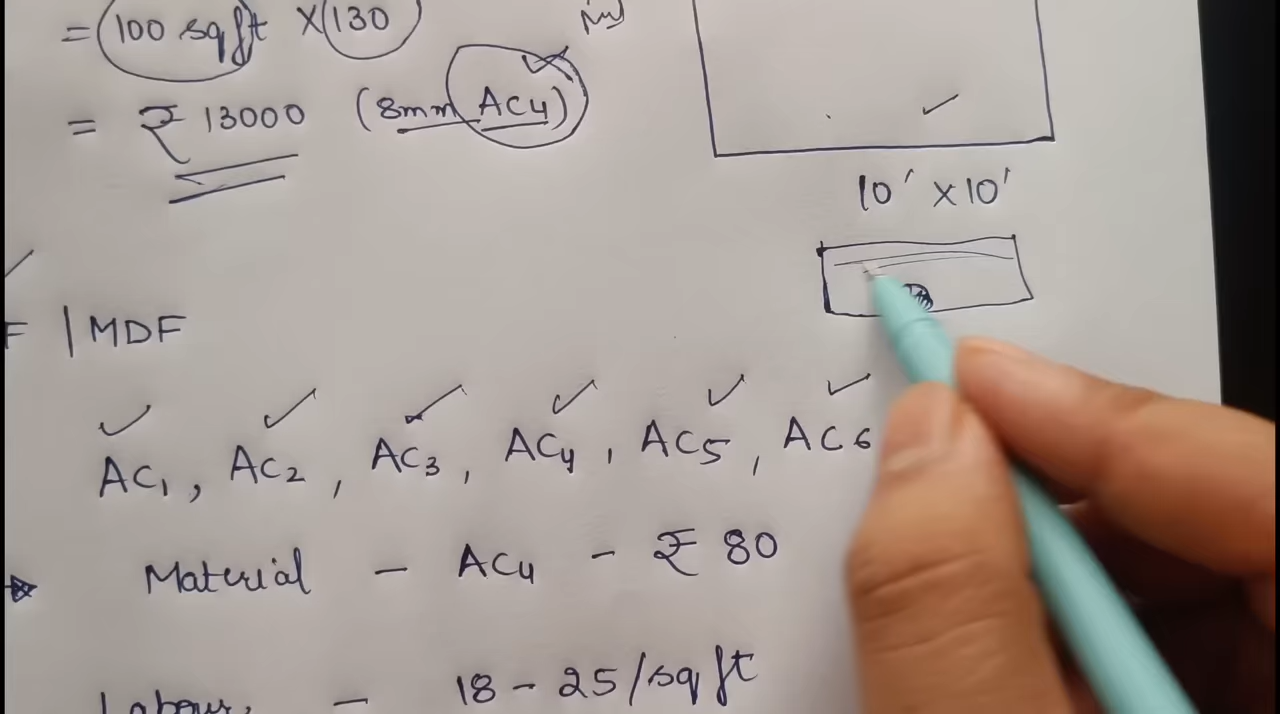 = 100 sqft X 130
= ₹ 13000 (8mm AC4)
10' X 10'
F | MDF
AC1, AC2, AC3, AC4, AC5, AC6
Material - AC4 - ₹ 80
Labour - 18 - 25/sqft